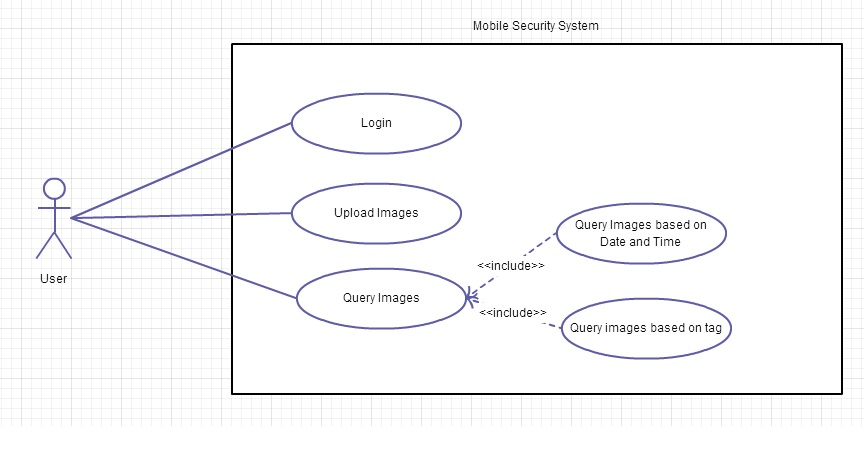 Mobile Security System
Login
Upload Images
Query Images based on
Date and Time
<<include>>
User
Query Images
<<include>>
Query images based on tag